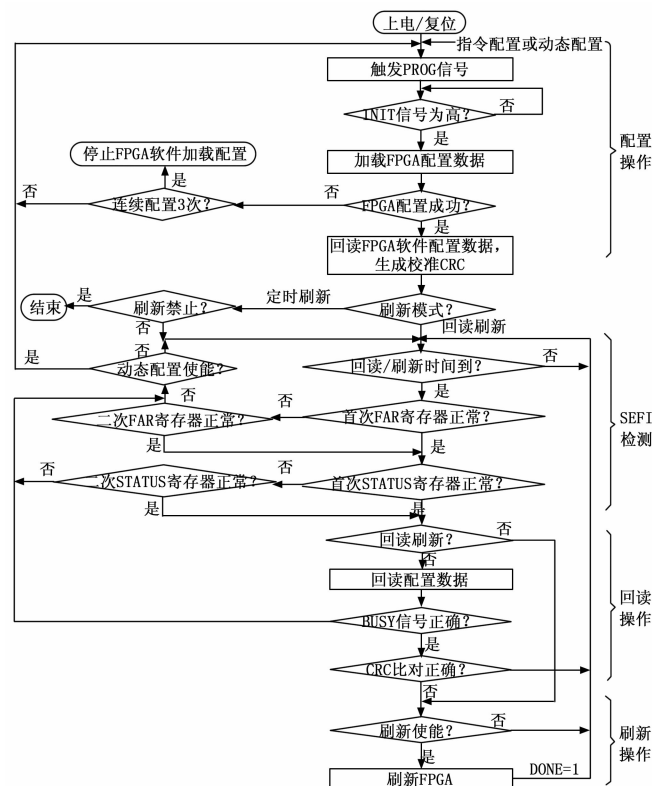 上电/复位
指令配置或动态配置
触发PROG信号
INIT信号为高?
否
是
加载FPGA配置数据
停止FPGA软件加载配置
是
连续配置3次?
否
否
FPGA配置成功?
是
回读FPGA软件配置数据，
生成校准CRC
配置
操作
刷新模式?
定时刷新
回读刷新
刷新禁止?
是
结束
否
否
动态配置使能?
是
否
回读/刷新时间到?
否
是
首次FAR寄存器正常?
否
二次FAR寄存器正常?
是
是
首次STATUS寄存器正常?
否
二次STATUS寄存器正常?
否
是
是
SEFI
检测
回读刷新?
否
否
回读配置数据
BUSY信号正确?
是
CRC比对正确?
否
回读
操作
刷新使能?
否
是
刷新FPGA
DONE=1
刷新
操作